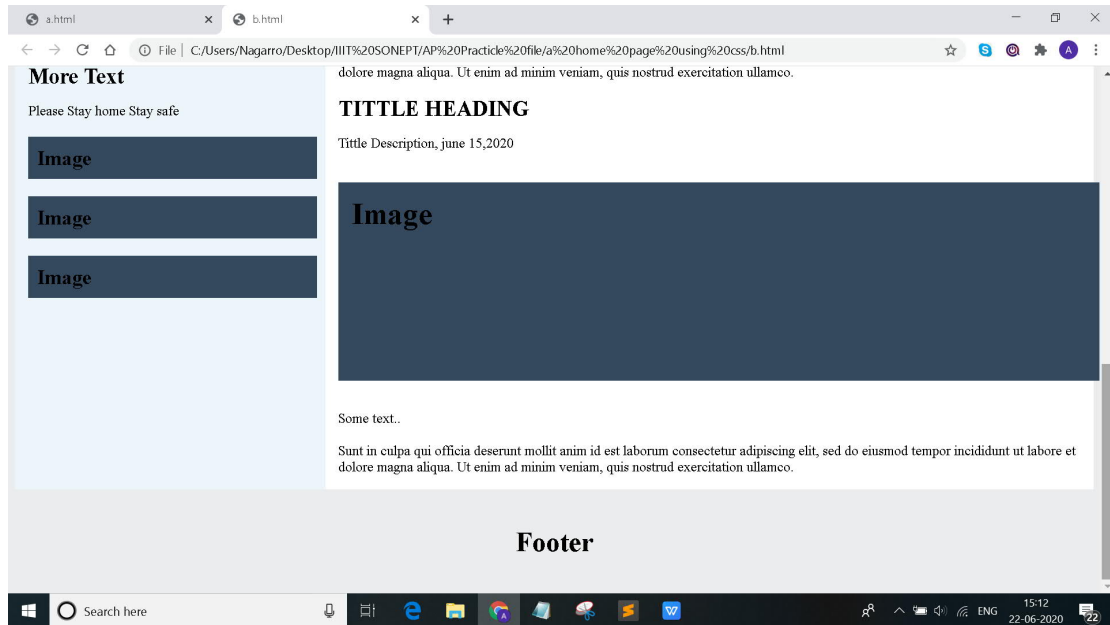 a.html
b.html
File | C:/Users/Nagarro/Desktop/IIIT%20SONEPT/AP%20Practicle%20file/a%20home%20page%20using%20css/b.html
A
More Text
Please Stay home Stay safe
Image
Image
Image
dolore magna aliqua. Ut enim ad minim veniam, quis nostrud exercitation ullamco.
TITTLE HEADING
Tittle Description, june 15,2020
Image
Some text..
Sunt in culpa qui officia deserunt mollit anim id est laborum consectetur adipiscing elit, sed do eiusmod tempor incididunt ut labore et
dolore magna aliqua. Ut enim ad minim veniam, quis nostrud exercitation ullamco.
Footer
Search here
ENG
15:12
22-06-2020
22